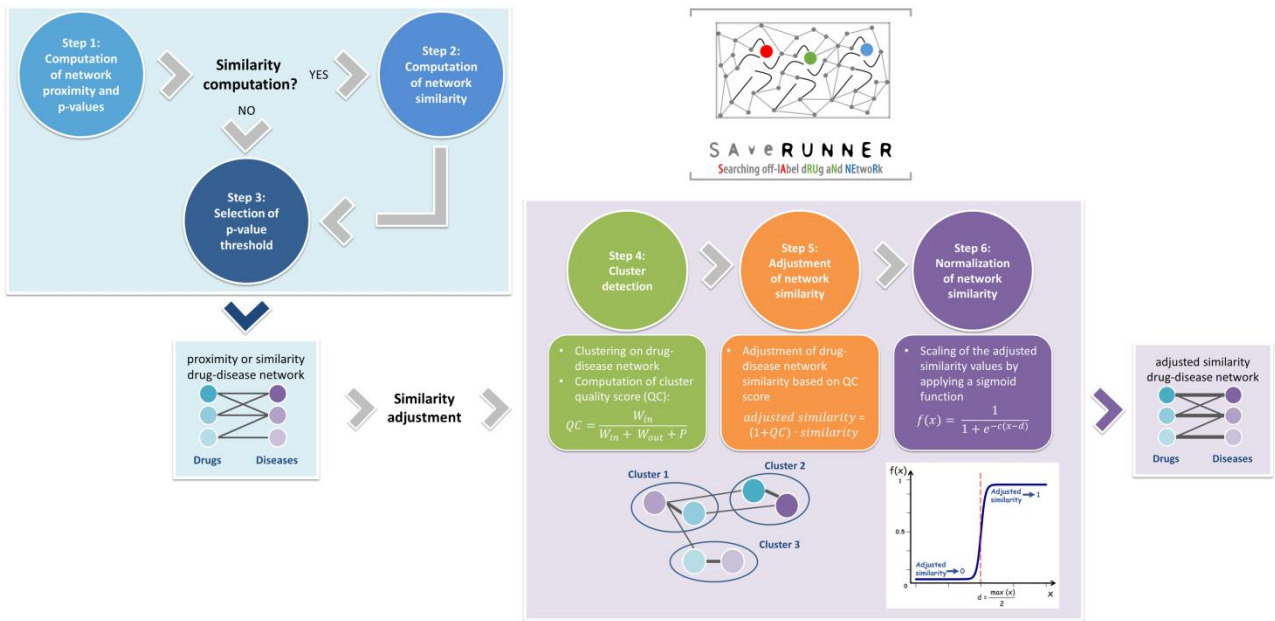 Step 1:
Computation
of network
proximity and
p-values
Similarity
computation?
YES
NO
Step 2:
Computation
of network
similarity
Step 3:
Selection of
p-value
threshold
SAveRUNNER
Searching off-lAbel dRUg aNd NEtwoRk
proximity or similarity
drug-disease network
Drugs
Diseases
Similarity
adjustment
Step 4:
Cluster
detection
Step 5:
Adjustment
of network
similarity
Step 6:
Normalization
of network
similarity
• Clustering on drug-
disease network
• Computation of cluster
quality score (QC):
QC = W_in / (W_in + W_out + P)
• Adjustment of drug-
disease network
similarity based on QC
score
adjusted similarity =
(1+QC) · similarity
• Scaling of the adjusted
similarity values by
applying a sigmoid
function
f(x) = 1 / (1 + e^{-c(x-d)})
Cluster 1
Cluster 2
Cluster 3
f(x)
1
0.5
0
Adjusted
similarity → 1
Adjusted
similarity → 0
x
d = max (x) / 2
adjusted similarity
drug-disease network
Drugs
Diseases